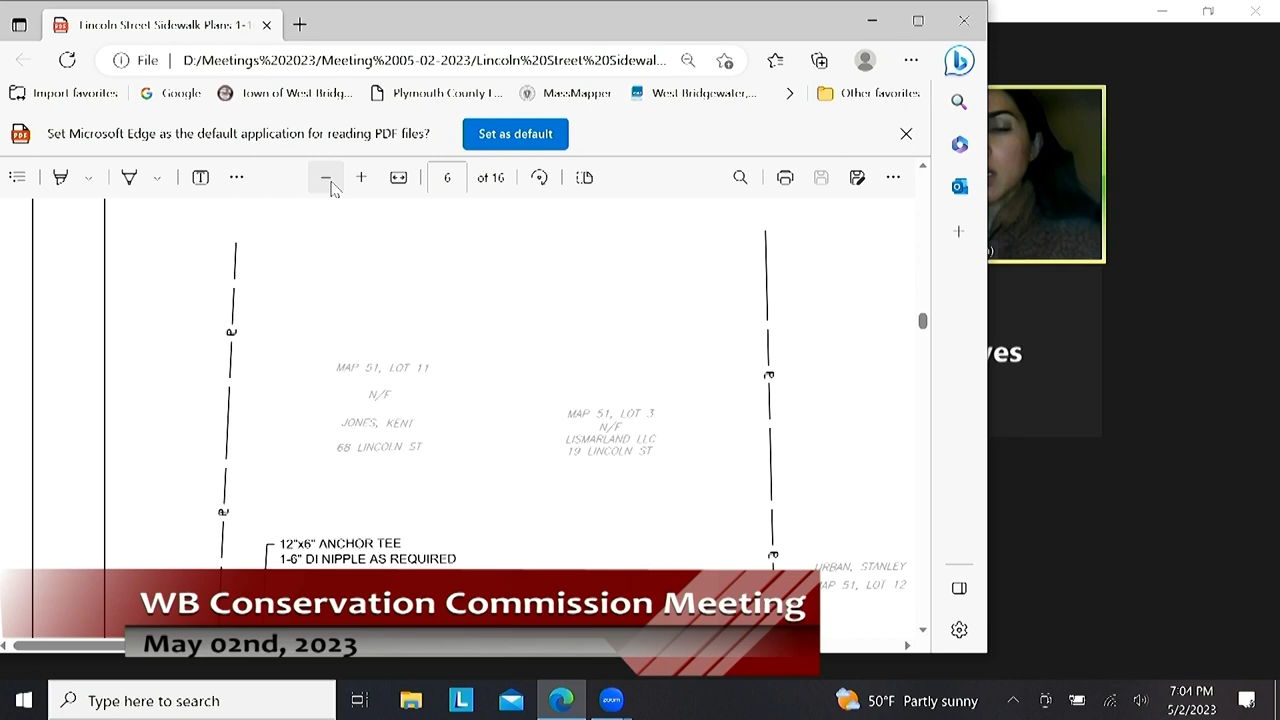 Lincoln Street Sidewalk Plans 1-1
File
D:/Meetings%202023/Meeting%2005-02-2023/Lincoln%20Street%20Sidewal...
Import favorites
Google
Town of West Bridg...
Plymouth County L...
MassMapper
West Bridgewater,...
Other favorites
Set Microsoft Edge as the default application for reading PDF files?
Set as default
6 of 16
MAP 51, LOT 11
N/F
JONES, KENT
68 LINCOLN ST
MAP 51, LOT 3
N/F
LISMARLAND LLC
19 LINCOLN ST
12"x6" ANCHOR TEE
1-6" DI NIPPLE AS REQUIRED
URBAN, STANLEY
MAP 51, LOT 12
ves
WB Conservation Commission Meeting
May 02nd, 2023
Type here to search
50°F Partly sunny
7:04 PM
5/2/2023